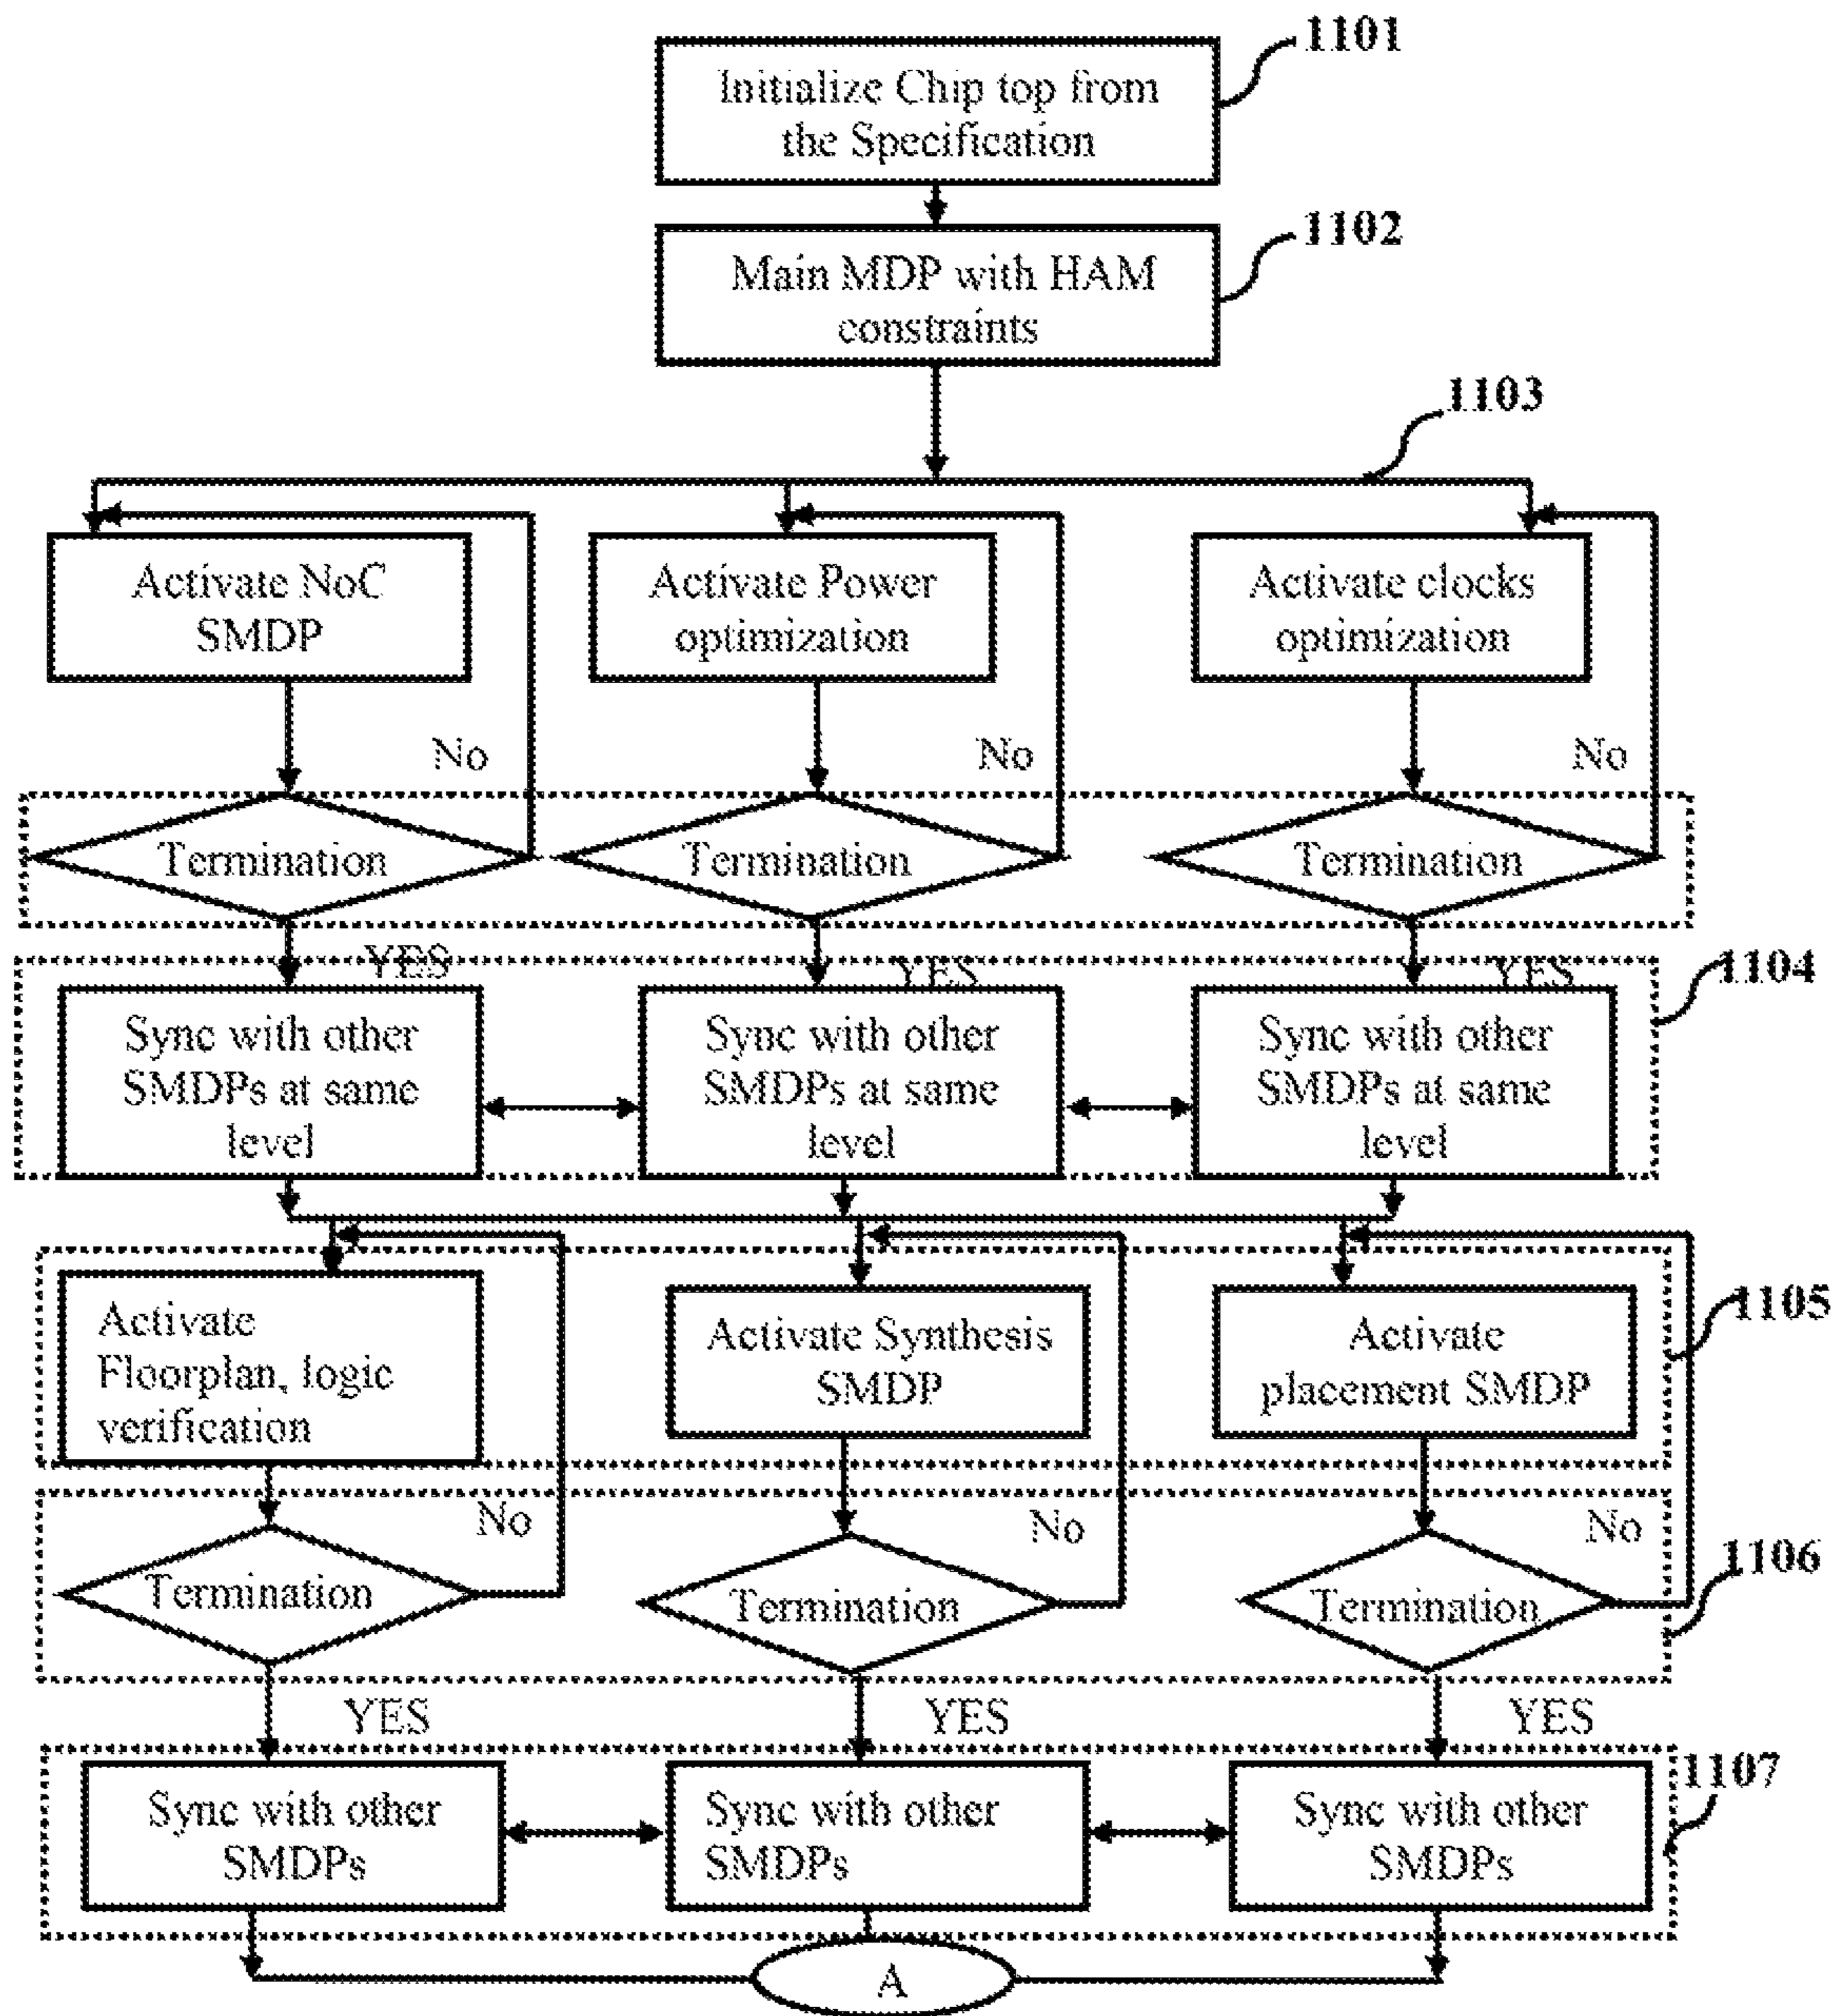 1101
Initialize Chip top from
the Specification
1102
Main MDP with HAM
constraints
1103
Activate NoC
SMDP
Activate Power
optimization
Activate clocks
optimization
No
No
No
Termination
Termination
Termination
YES
YES
YES
1104
Sync with other
SMDPs at same
level
Sync with other
SMDPs at same
level
Sync with other
SMDPs at same
level
Activate
Floorplan, logic
verification
Activate Synthesis
SMDP
Activate
placement SMDP
1105
No
No
No
Termination
Termination
Termination
1106
YES
YES
YES
1107
Sync with other
SMDPs
Sync with other
SMDPs
Sync with other
SMDPs
A